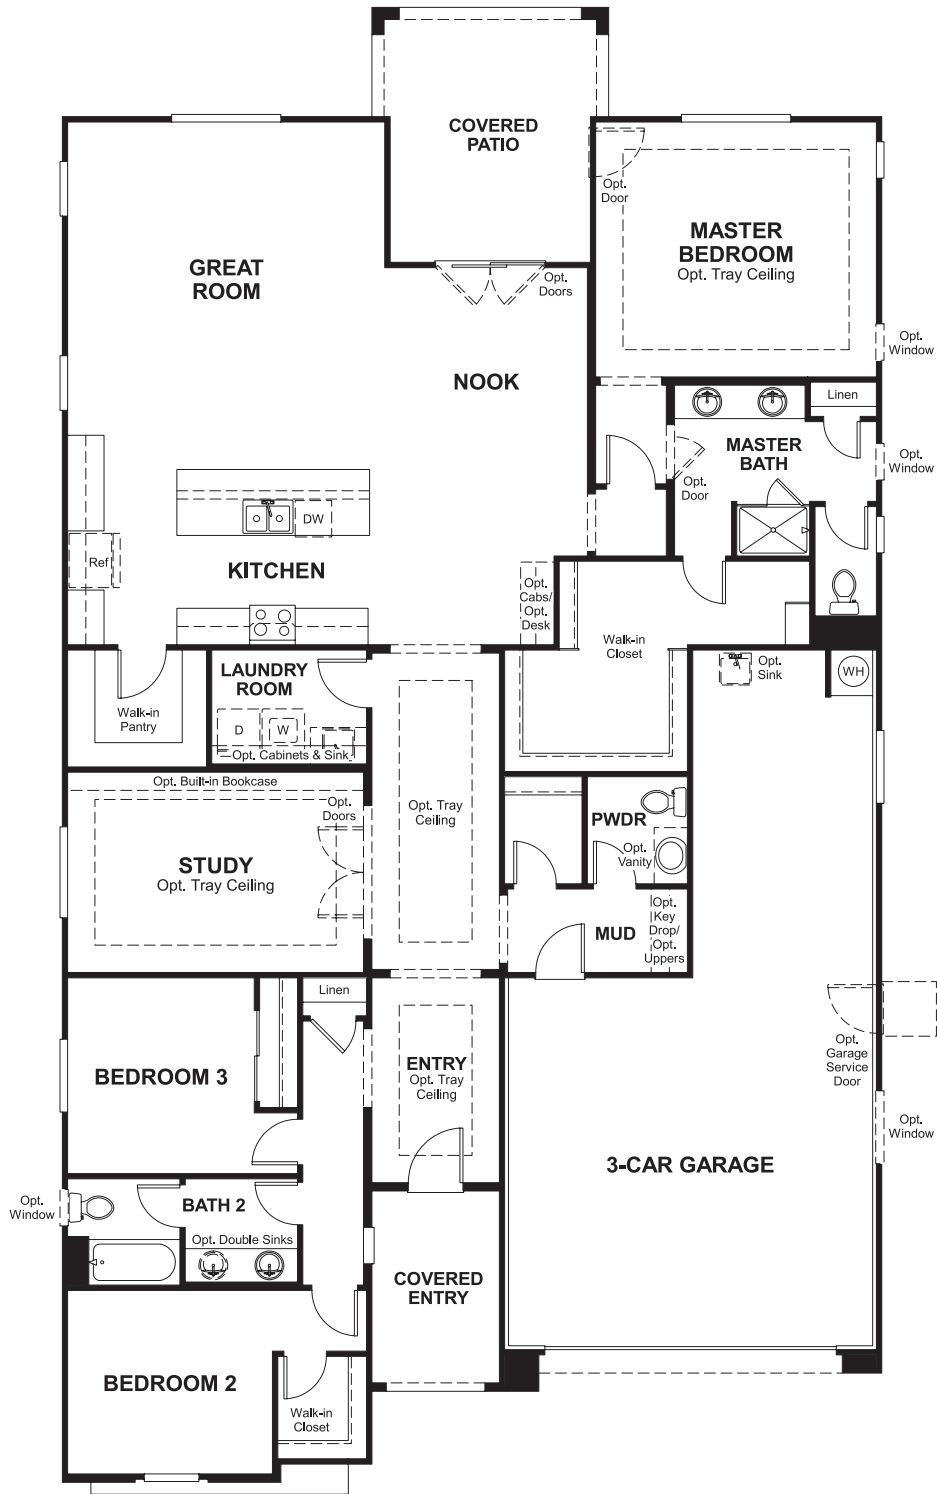 COVERED
PATIO
Opt.
Door
MASTER
BEDROOM
Opt. Tray Ceiling
GREAT
ROOM
Opt.
Doors
Opt.
Window
NOOK
Linen
MASTER
BATH
Opt.
Window
Opt.
Door
DW
Ref
KITCHEN
Opt.
Cabs/
Opt.
Desk
Walk-in
Closet
LAUNDRY
ROOM
Opt.
Sink
WH
Walk-in
Pantry
D
W
Opt. Cabinets & Sink
Opt. Built-in Bookcase
Opt.
Doors
Opt. Tray
Ceiling
PWDR
Opt.
Vanity
STUDY
Opt. Tray Ceiling
MUD
Opt.
Key
Drop/
Opt.
Uppers
Linen
BEDROOM 3
ENTRY
Opt. Tray
Ceiling
Opt.
Garage
Service
Door
Opt.
Window
3-CAR GARAGE
Opt.
Window
BATH 2
Opt. Double Sinks
COVERED
ENTRY
BEDROOM 2
Walk-in
Closet